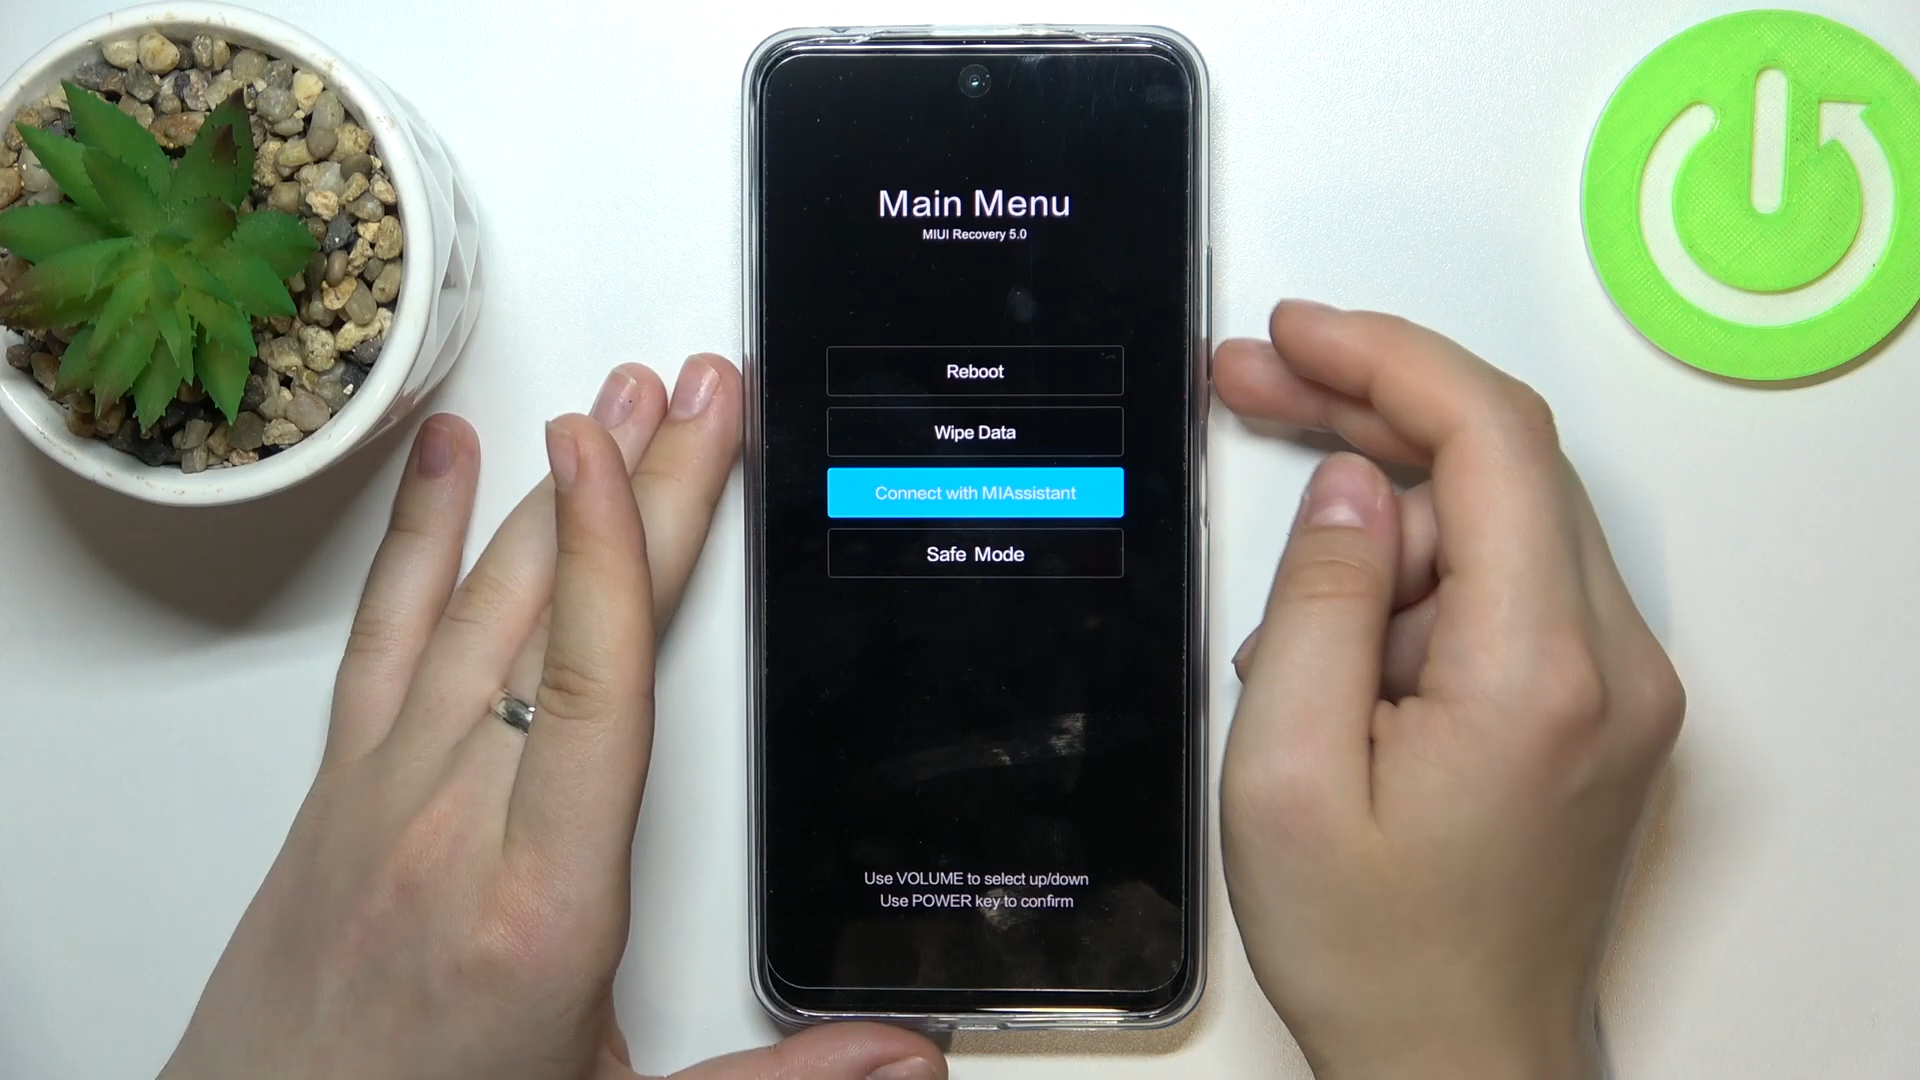 Main Menu
MIUI Recovery 5.0
Reboot
Wipe Data
Connect with MIAssistant
Safe Mode
Use VOLUME to select up/down
Use POWER key to confirm